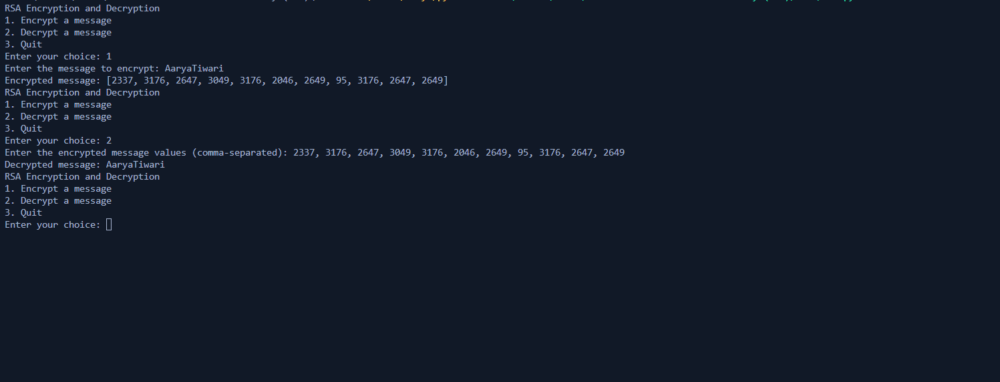 RSA Encryption and Decryption
1. Encrypt a message
2. Decrypt a message
3. Quit
Enter your choice: 1
Enter the message to encrypt: AaryaTiwari
Encrypted message: [2337, 3176, 2647, 3049, 3176, 2046, 2649, 95, 3176, 2647, 2649]
RSA Encryption and Decryption
1. Encrypt a message
2. Decrypt a message
3. Quit
Enter your choice: 2
Enter the encrypted message values (comma-separated): 2337, 3176, 2647, 3049, 3176, 2046, 2649, 95, 3176, 2647, 2649
Decrypted message: AaryaTiwari
RSA Encryption and Decryption
1. Encrypt a message
2. Decrypt a message
3. Quit
Enter your choice: